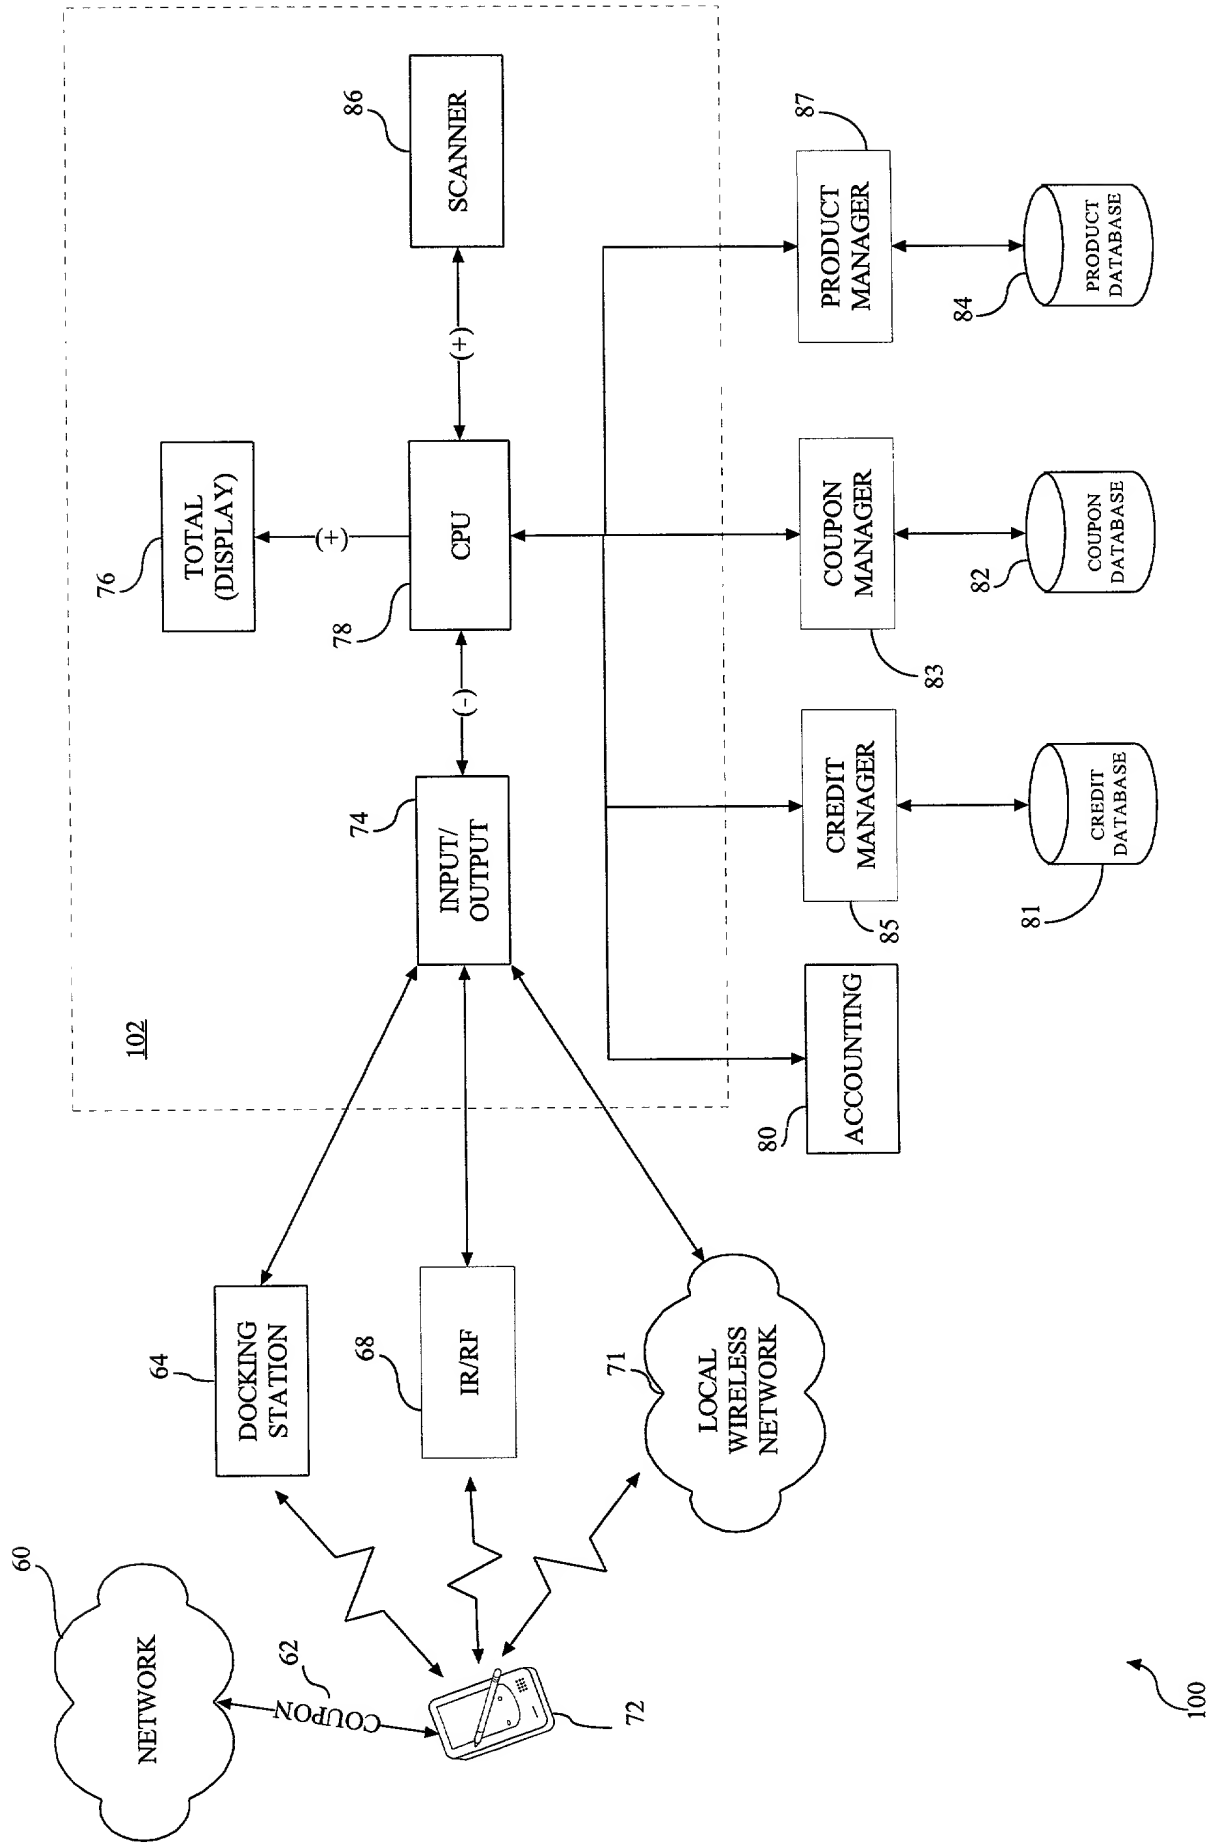 60
NETWORK
62
COUPON
72
64
DOCKING
STATION
68
IR/RF
71
LOCAL
WIRELESS
NETWORK
102
74
INPUT/
OUTPUT
(-)
76
TOTAL
(DISPLAY)
(+)
78
CPU
(+)
86
SCANNER
80
ACCOUNTING
85
CREDIT
MANAGER
81
CREDIT
DATABASE
83
COUPON
MANAGER
82
COUPON
DATABASE
87
PRODUCT
MANAGER
84
PRODUCT
DATABASE
100